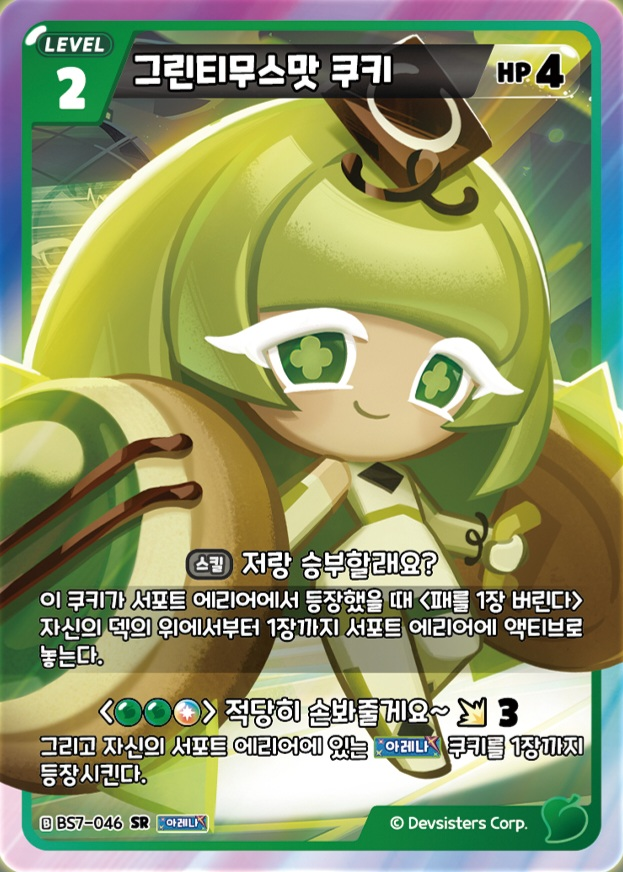 LEVEL
2
그린티무스맛 쿠키
HP 4
스킬 저랑 승부할래요?
이 쿠키가 서포트 에리어에서 등장했을 때 <패를 1장 버린다>
자신의 덱의 위에서부터 1장까지 서포트 에리어에 액티브로
놓는다.
< > 적당히 손봐줄게요~ 3
그리고 자신의 서포트 에리어에 있는 아레나 쿠키를 1장까지
등장시킨다.
B BS7-046 SR 아레나
© Devsisters Corp.